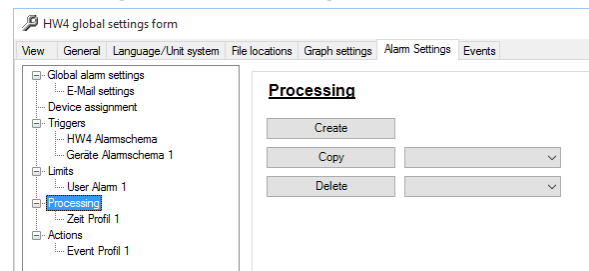 HW4 global settings form
View General Language/Unit system File locations Graph settings Alarm Settings Events
Global alarm settings
E-Mail settings
Device assignment
Triggers
HW4 Alarmschema
Geräte Alarmschema 1
Limits
User Alarm 1
Processing
Zeit Profil 1
Actions
Event Profil 1
Processing
Create
Copy
Delete